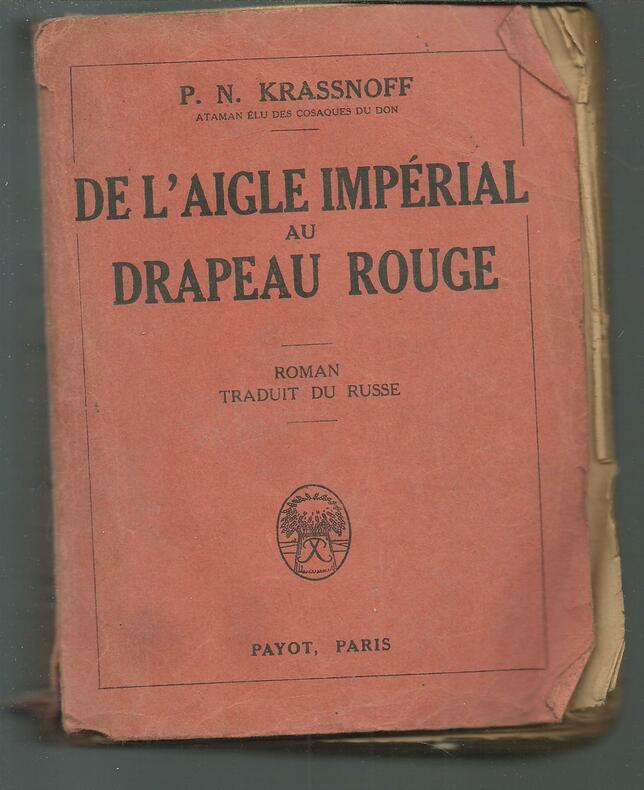 P. N. KRASSNOFF
ATAMAN ÉLU DES COSAQUES DU DON
DE L'AIGLE IMPÉRIAL
AU
DRAPEAU ROUGE
ROMAN
TRADUIT DU RUSSE
PAYOT, PARIS